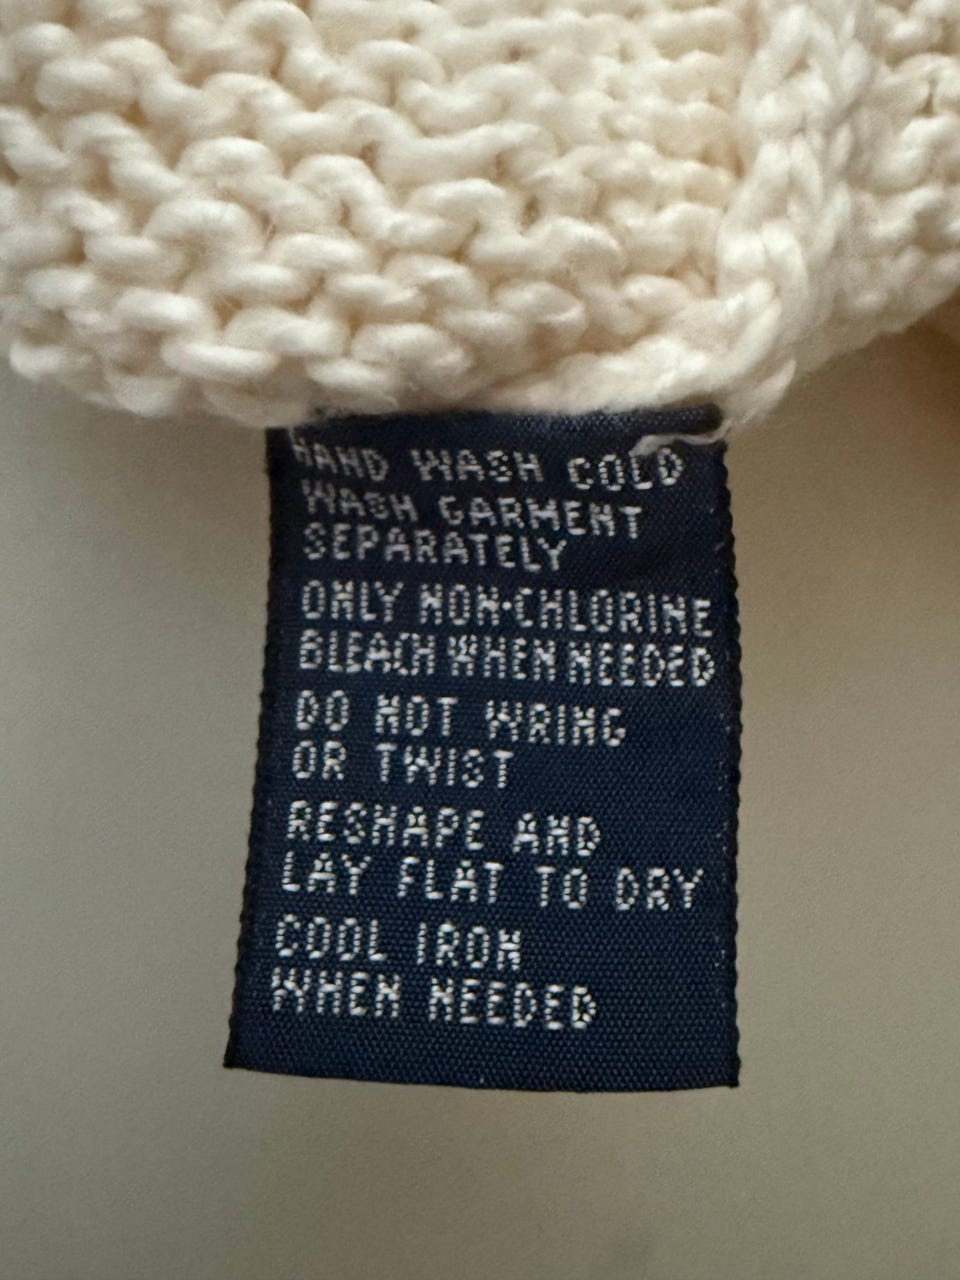 HAND WASH COLD
WASH GARMENT
SEPARATELY
ONLY NON-CHLORINE
BLEACH WHEN NEEDED
DO NOT WRING
OR TWIST
RESHAPE AND
LAY FLAT TO DRY
COOL IRON
WHEN NEEDED